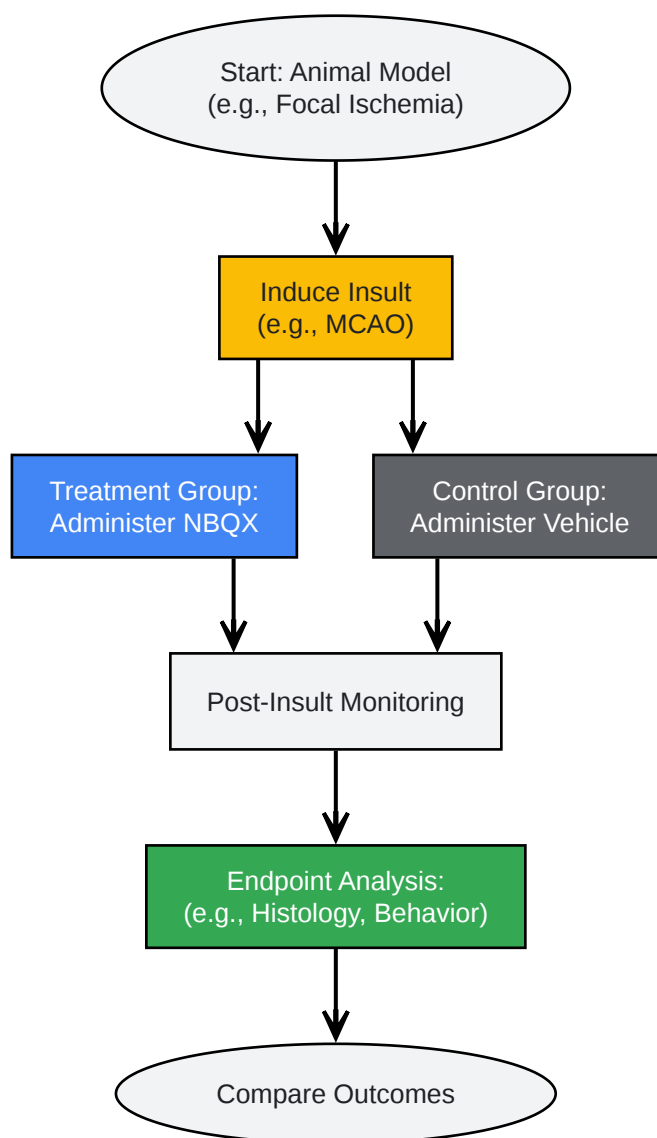 Start: Animal Model
(e.g., Focal Ischemia)
Induce Insult
(e.g., MCAO)
Treatment Group:
Administer NBQX
Control Group:
Administer Vehicle
Post-Insult Monitoring
Endpoint Analysis:
(e.g., Histology, Behavior)
Compare Outcomes